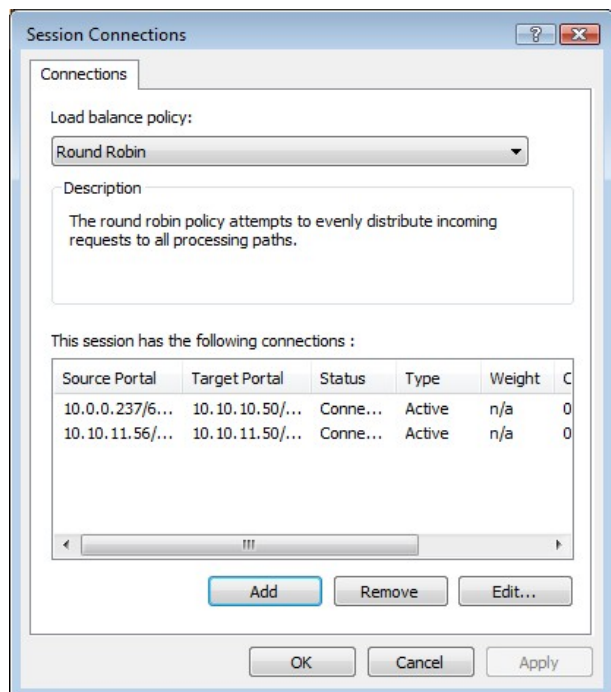 Session Connections
Connections
Load balance policy:
Round Robin
Description
The round robin policy attempts to evenly distribute incoming
requests to all processing paths.
This session has the following connections :
Source Portal Target Portal Status Type Weight C
10.0.0.237/6... 10.10.10.50/... Conne... Active n/a 0
10.10.11.56/... 10.10.11.50/... Conne... Active n/a 0
Add Remove Edit...
OK Cancel Apply